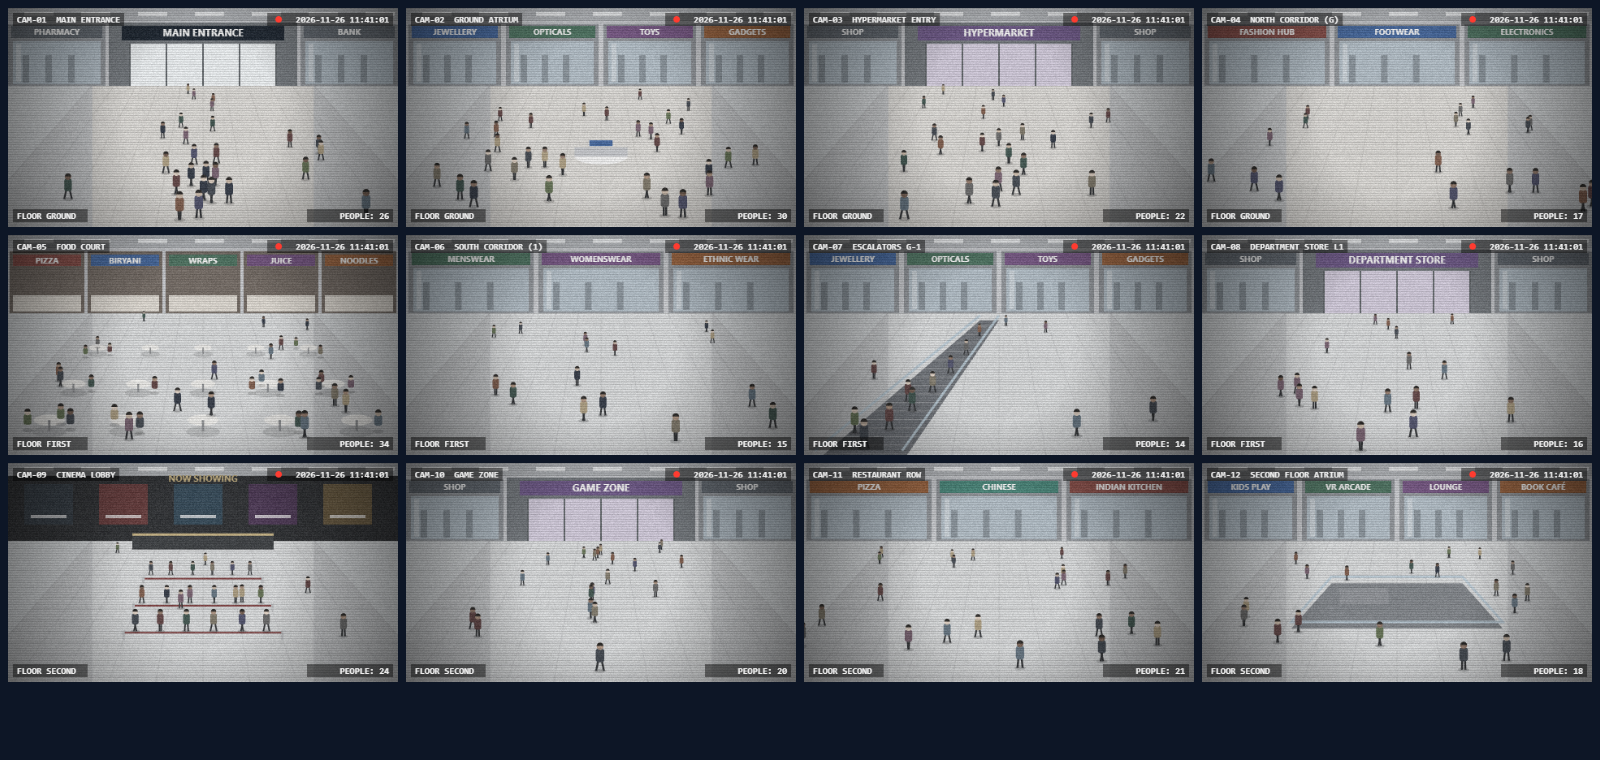 CAM-01 MAIN ENTRANCE 2026-11-26 11:41:01
PHARMACY MAIN ENTRANCE BANK
FLOOR GROUND PEOPLE: 26
CAM-02 GROUND ATRIUM 2026-11-26 11:41:01
JEWELLERY OPTICALS TOYS GADGETS
FLOOR GROUND PEOPLE: 30
CAM-03 HYPERMARKET ENTRY 2026-11-26 11:41:01
SHOP HYPERMARKET SHOP
FLOOR GROUND PEOPLE: 22
CAM-04 NORTH CORRIDOR (G) 2026-11-26 11:41:01
FASHION HUB FOOTWEAR ELECTRONICS
FLOOR GROUND PEOPLE: 17
CAM-05 FOOD COURT 2026-11-26 11:41:01
PIZZA BIRYANI WRAPS JUICE NOODLES
FLOOR FIRST PEOPLE: 34
CAM-06 SOUTH CORRIDOR (1) 2026-11-26 11:41:01
MENSWEAR WOMENSWEAR ETHNIC WEAR
FLOOR FIRST PEOPLE: 15
CAM-07 ESCALATORS G-1 2026-11-26 11:41:01
JEWELLERY OPTICALS TOYS GADGETS
FLOOR FIRST PEOPLE: 14
CAM-08 DEPARTMENT STORE L1 2026-11-26 11:41:01
SHOP DEPARTMENT STORE SHOP
FLOOR FIRST PEOPLE: 16
CAM-09 CINEMA LOBBY 2026-11-26 11:41:01
NOW SHOWING
FLOOR SECOND PEOPLE: 24
CAM-10 GAME ZONE 2026-11-26 11:41:01
SHOP GAME ZONE SHOP
FLOOR SECOND PEOPLE: 20
CAM-11 RESTAURANT ROW 2026-11-26 11:41:01
PIZZA CHINESE INDIAN KITCHEN
FLOOR SECOND PEOPLE: 21
CAM-12 SECOND FLOOR ATRIUM 2026-11-26 11:41:01
KIDS PLAY VR ARCADE LOUNGE BOOK CAFÉ
FLOOR SECOND PEOPLE: 18